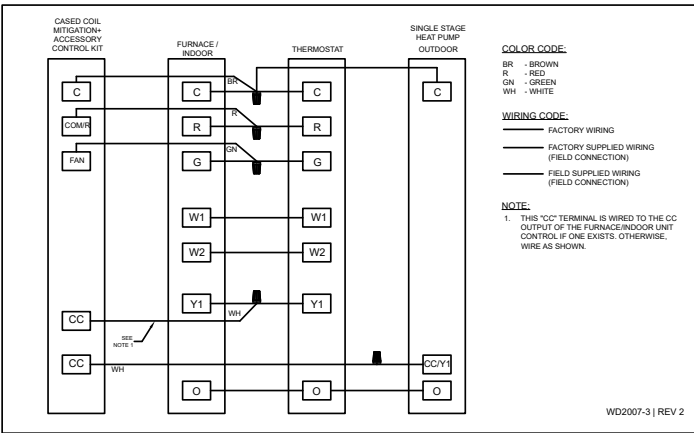 CASED COIL
MITIGATION+
ACCESSORY
CONTROL KIT
FURNACE /
INDOOR
THERMOSTAT
SINGLE STAGE
HEAT PUMP
OUTDOOR
C
BR
C
C
C
COM/R
R
R
R
FAN
GN
G
G
W1
W1
W2
W2
Y1
Y1
CC
WH
SEE
NOTE 1
CC
WH
CC/Y1
O
O
O
COLOR CODE:
BR - BROWN
R - RED
GN - GREEN
WH - WHITE
WIRING CODE:
FACTORY WIRING
FACTORY SUPPLIED WIRING
(FIELD CONNECTION)
FIELD SUPPLIED WIRING
(FIELD CONNECTION)
NOTE:
1. THIS "CC" TERMINAL IS WIRED TO THE CC
OUTPUT OF THE FURNACE/INDOOR UNIT
CONTROL IF ONE EXISTS. OTHERWISE,
WIRE AS SHOWN.
WD2007-3 | REV 2